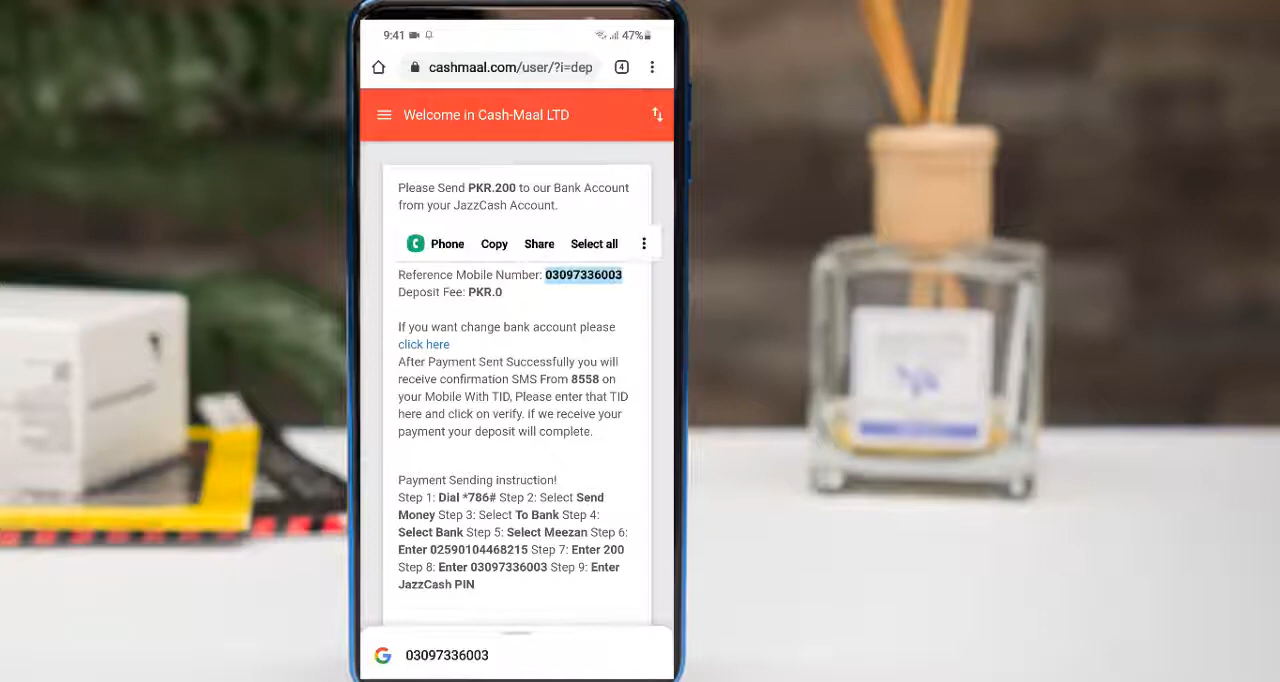 9:41
47%
cashmaal.com/user/?i=dep
4
Welcome in Cash-Maal LTD
Please Send PKR.200 to our Bank Account
from your JazzCash Account.
Phone Copy Share Select all
Reference Mobile Number: 03097336003
Deposit Fee: PKR.0
If you want change bank account please
click here
After Payment Sent Successfully you will
receive confirmation SMS From 8558 on
your Mobile With TID, Please enter that TID
here and click on verify. if we receive your
payment your deposit will complete.
Payment Sending instruction!
Step 1: Dial *786# Step 2: Select Send
Money Step 3: Select To Bank Step 4:
Select Bank Step 5: Select Meezan Step 6:
Enter 02590104468215 Step 7: Enter 200
Step 8: Enter 03097336003 Step 9: Enter
JazzCash PIN
03097336003